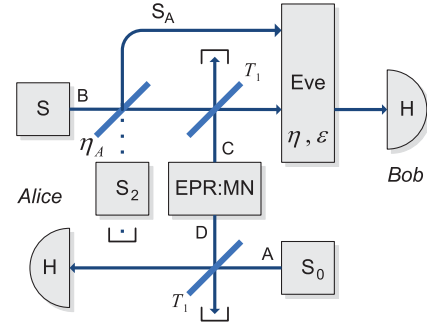 S_A
T_1
B
S
Eve
H
η_A
η , ε
C
Alice
S_2
EPR:MN
Bob
D
A
H
S_0
T_1